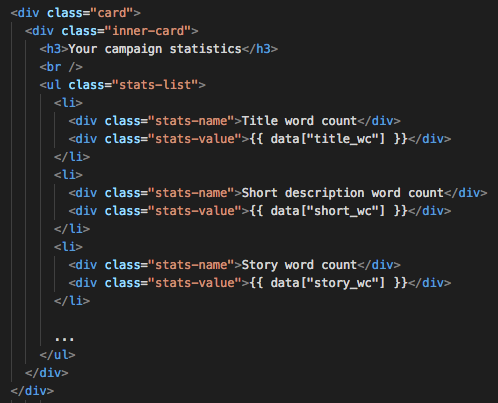 <div class="card">
<div class="inner-card">
<h3>Your campaign statistics</h3>
<br />
<ul class="stats-list">
<li>
<div class="stats-name">Title word count</div>
<div class="stats-value">{{ data["title_wc"] }}</div>
</li>
<li>
<div class="stats-name">Short description word count</div>
<div class="stats-value">{{ data["short_wc"] }}</div>
</li>
<li>
<div class="stats-name">Story word count</div>
<div class="stats-value">{{ data["story_wc"] }}</div>
</li>
...
</ul>
</div>
</div>